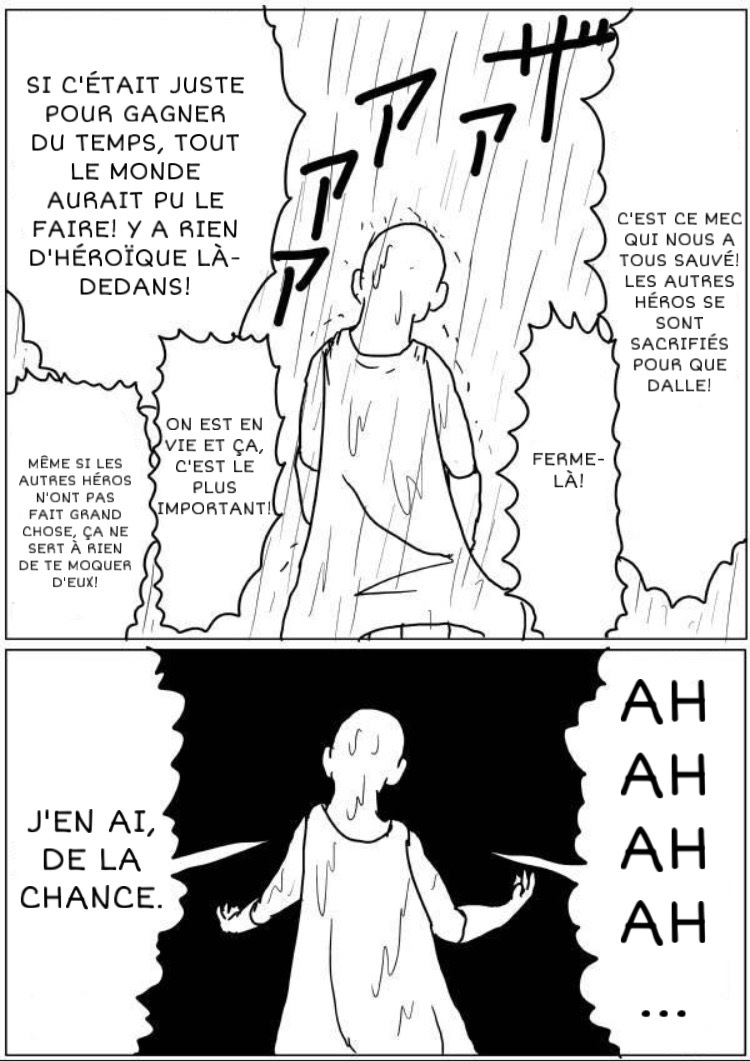 C'EST CE MEC
QUI NOUS A
TOUS SAUVÉ!
LES AUTRES
HÉROS SE
SONT
SACRIFIÉS
POUR QUE
DALLE!
ザアアアア
FERME-
LÀ!
SI C'ÉTAIT JUSTE
POUR GAGNER
DU TEMPS, TOUT
LE MONDE
AURAIT PU LE
FAIRE! Y A RIEN
D'HÉROÏQUE LÀ-
DEDANS!
ON EST EN
VIE ET ÇA,
C'EST LE
PLUS
IMPORTANT!
MÊME SI LES
AUTRES HÉROS
N'ONT PAS
FAIT GRAND
CHOSE, ÇA NE
SERT À RIEN
DE TE MOQUER
D'EUX!
AH
AH
AH
AH
...
J'EN AI,
DE LA
CHANCE.